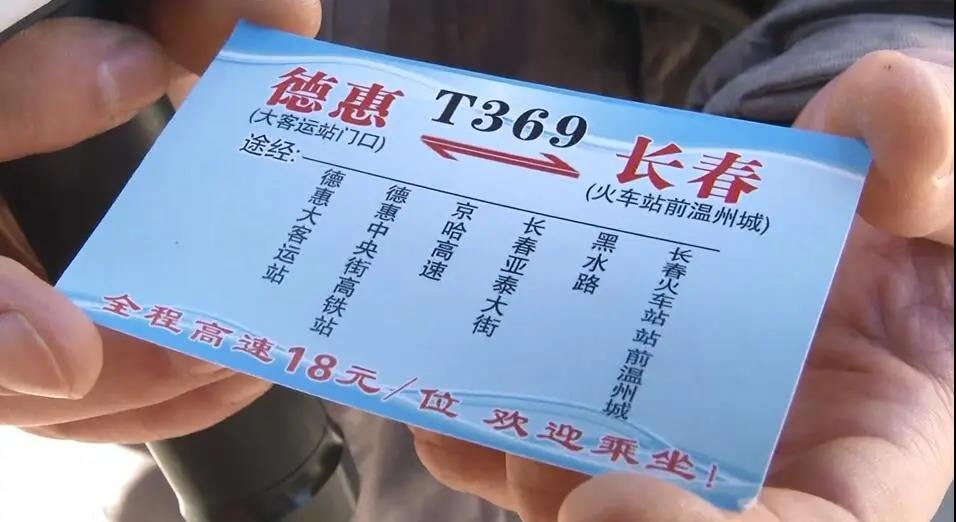 德惠 T369 长春
(大客运站门口) (火车站前温州城)
途经:
德惠大客运站
德惠中央街高铁站
京哈高速
长春亚泰大街
黑水路
长春火车站站前温州城
全程高速18元/位 欢迎乘坐!